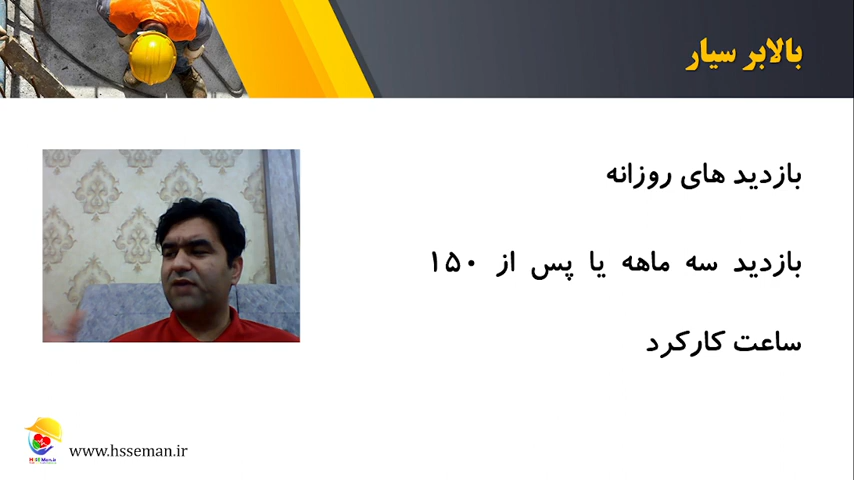 بالابر سیار
بازدید های روزانه
بازدید سه ماهه یا پس از ۱۵۰
ساعت کارکرد
www.hsseman.ir